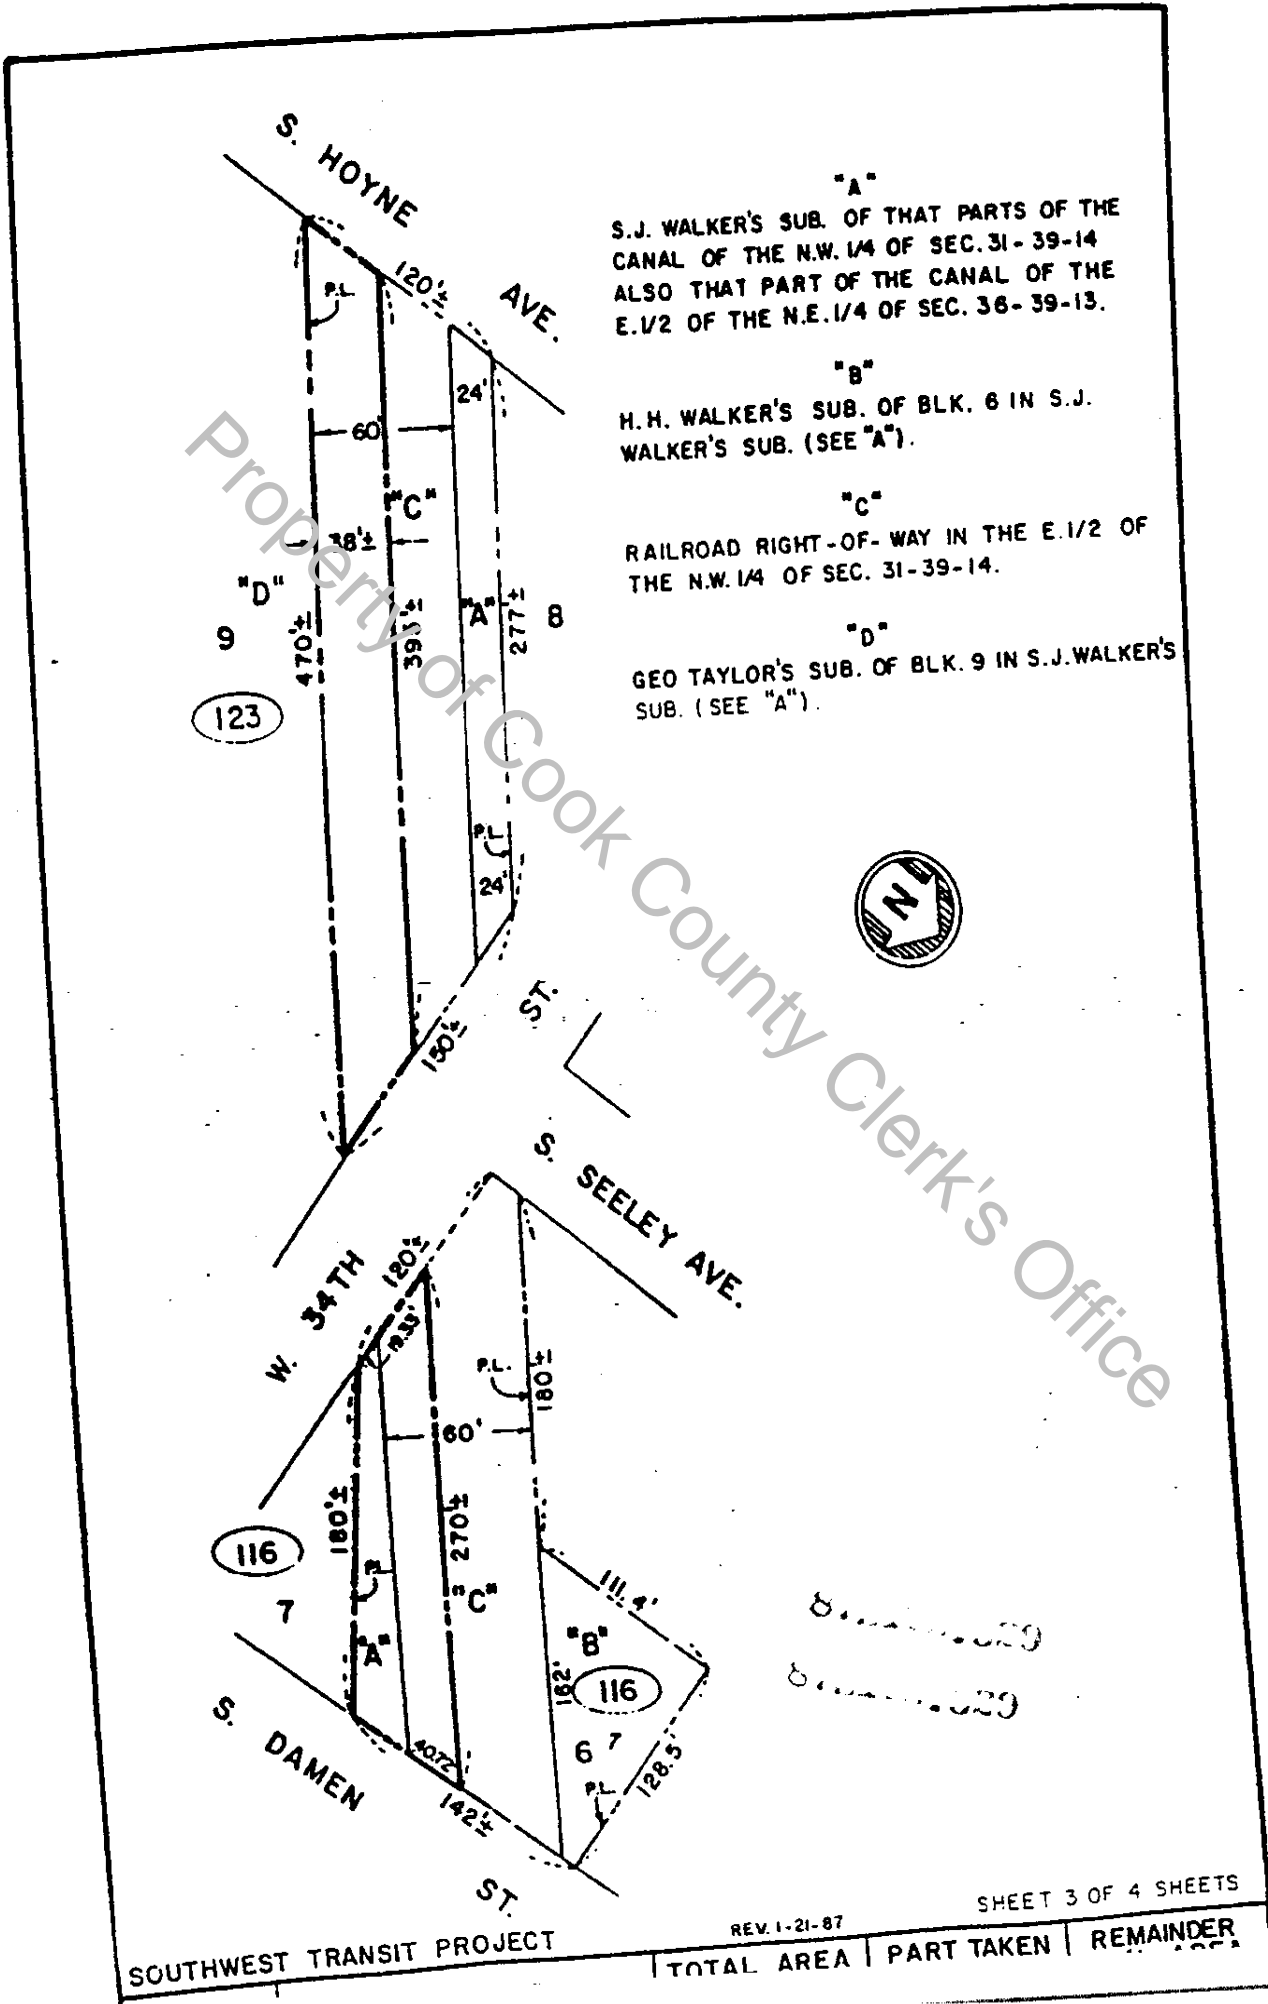 S. HOYNE AVE.
"A"
S.J. WALKER'S SUB. OF THAT PARTS OF THE
CANAL OF THE N.W. 1/4 OF SEC. 31-39-14
ALSO THAT PART OF THE CANAL OF THE
E.1/2 OF THE N.E.1/4 OF SEC. 36-39-13.
"B"
H.H. WALKER'S SUB. OF BLK. 6 IN S.J.
WALKER'S SUB. (SEE "A").
"C"
RAILROAD RIGHT-OF-WAY IN THE E.1/2 OF
THE N.W. 1/4 OF SEC. 31-39-14.
"D"
GEO TAYLOR'S SUB. OF BLK. 9 IN S.J. WALKER'S
SUB. (SEE "A").
120'±
P.L.
24'
60'
"C"
38'±
"D"
9
470'±
"A"
277'±
8
123
P.L.
24'
N
150'±
W. 34TH ST.
S. SEELEY AVE.
120'±
19.33'
P.L.
180'±
60'
180'±
270'±
116
P.L.
7
"C"
111.4'
"A"
"B"
162'
116
6 7
128.5'
P.L.
40.72'
142'±
S. DAMEN ST.
Property of Cook County Clerk's Office
SHEET 3 OF 4 SHEETS
REV. 1-21-87
SOUTHWEST TRANSIT PROJECT
TOTAL AREA
PART TAKEN
REMAINDER